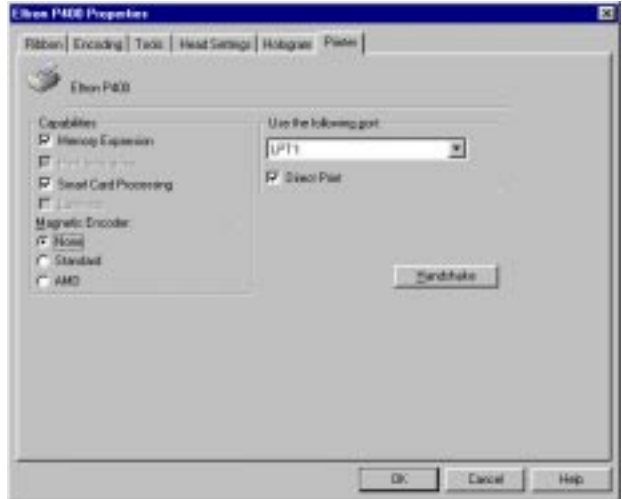 Eltron P400 Properties
Ribbon Encoding Tools Head Settings Hologram Printer
Eltron P400
Capabilities
Memory Expansion
Smart Card Processing
Magnetic Encoder:
None
Standard
AMD
Use the following port:
LPT1
Direct Print
Handshake
OK Cancel Help